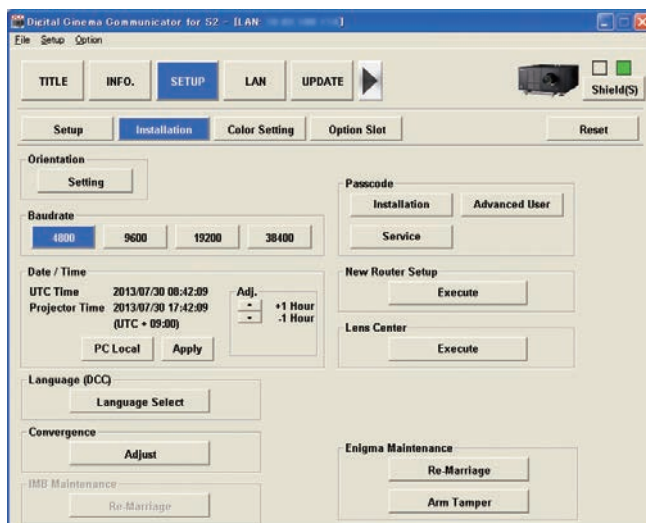 Digital Cinema Communicator for S2 - [LAN: ]
File Setup Option
TITLE INFO. SETUP LAN UPDATE
Shield(S)
Setup Installation Color Setting Option Slot Reset
Orientation
Setting
Baudrate
4800 9600 19200 38400
Date / Time
UTC Time 2013/07/30 08:42:09
Projector Time 2013/07/30 17:42:09
(UTC + 09:00)
Adj.
+1 Hour
-1 Hour
PC Local Apply
Language (DCC)
Language Select
Convergence
Adjust
IMB Maintenance
Re-Marriage
Passcode
Installation Advanced User
Service
New Router Setup
Execute
Lens Center
Execute
Enigma Maintenance
Re-Marriage
Arm Tamper